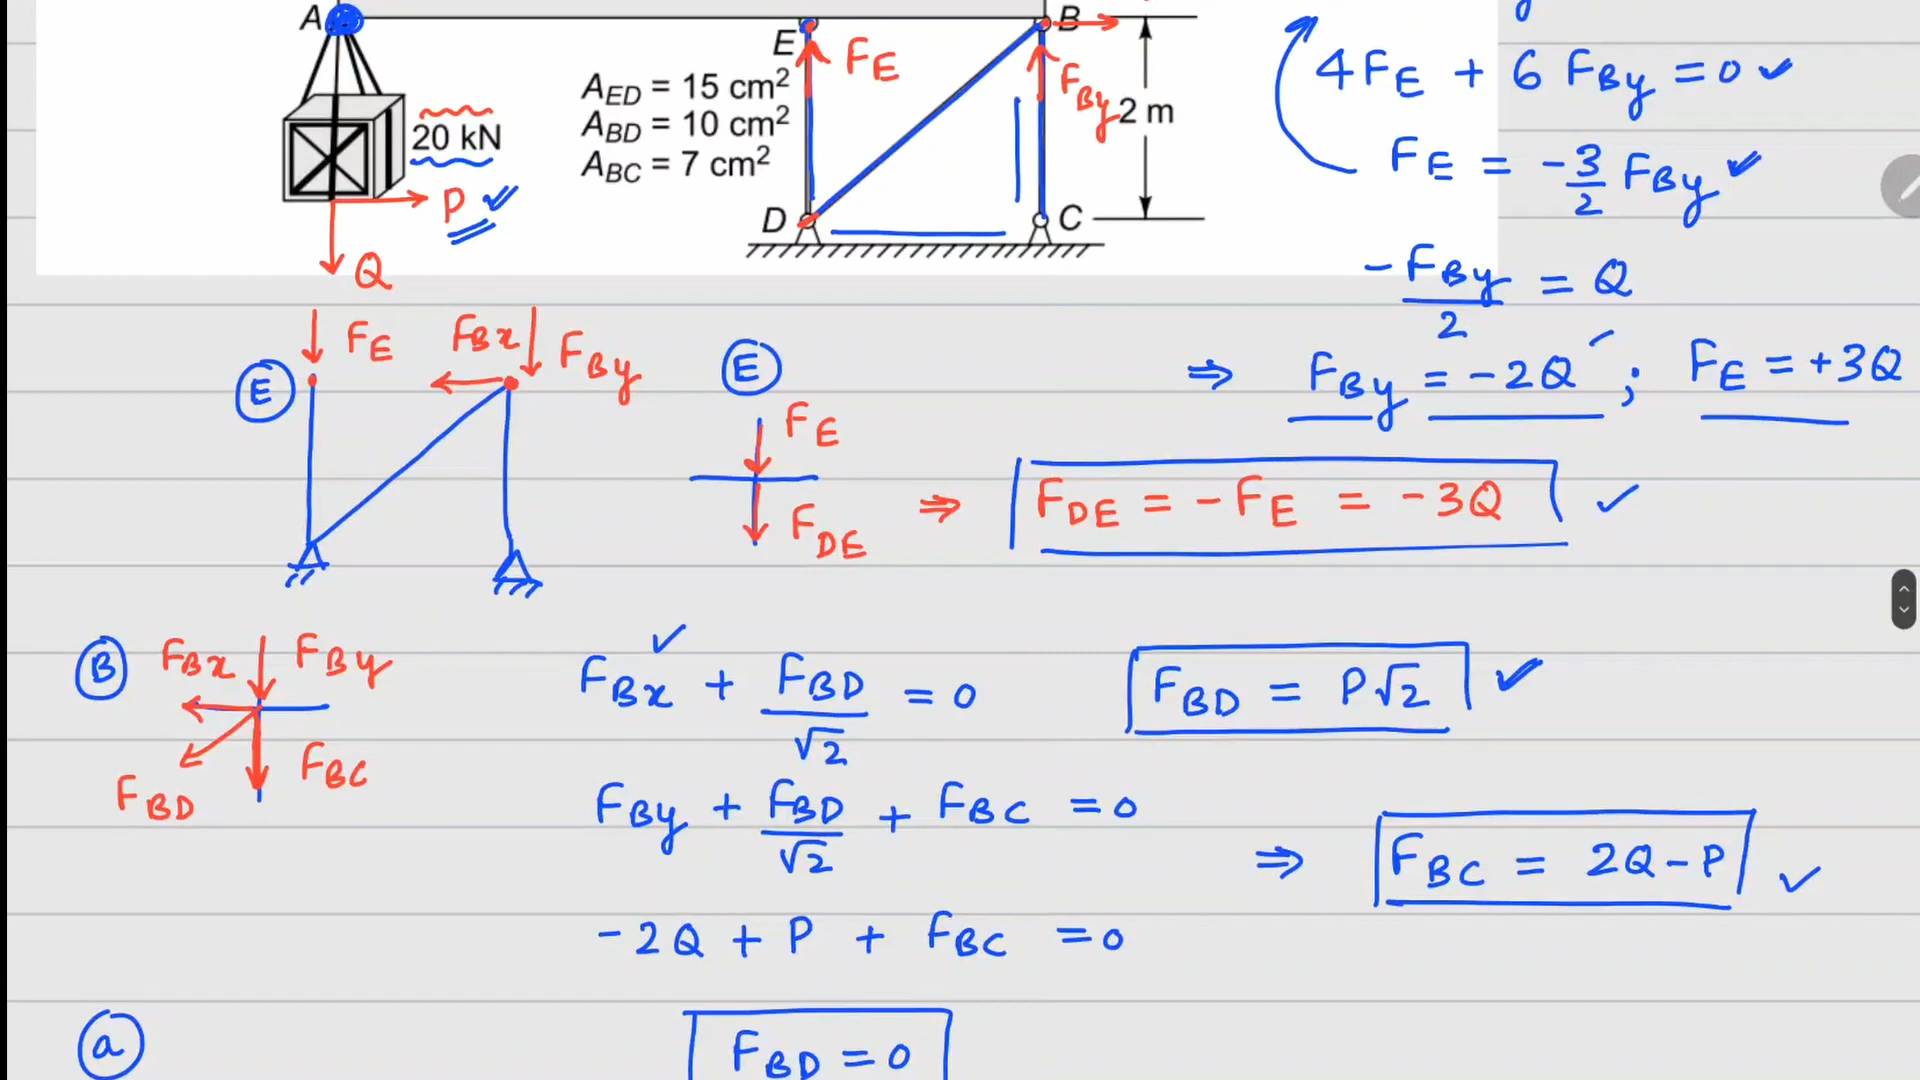 A
E
F_E
B
F_By
A_ED = 15 cm²
A_BD = 10 cm²
A_BC = 7 cm²
2 m
20 kN
P
Q
D
C
4F_E + 6 F_By = 0 ✓
F_E = -3/2 F_By ✓
-F_By/2 = Q
⇒ F_By = -2Q ; F_E = +3Q
E
F_E
F_Bx
F_By
E
F_E
F_DE
⇒ F_DE = -F_E = -3Q ✓
B
F_Bx
F_By
F_BD
F_BC
F_Bx + F_BD/√2 = 0
F_BD = P√2 ✓
F_By + F_BD/√2 + F_BC = 0
⇒ F_BC = 2Q - P ✓
-2Q + P + F_BC = 0
a
F_BD = 0